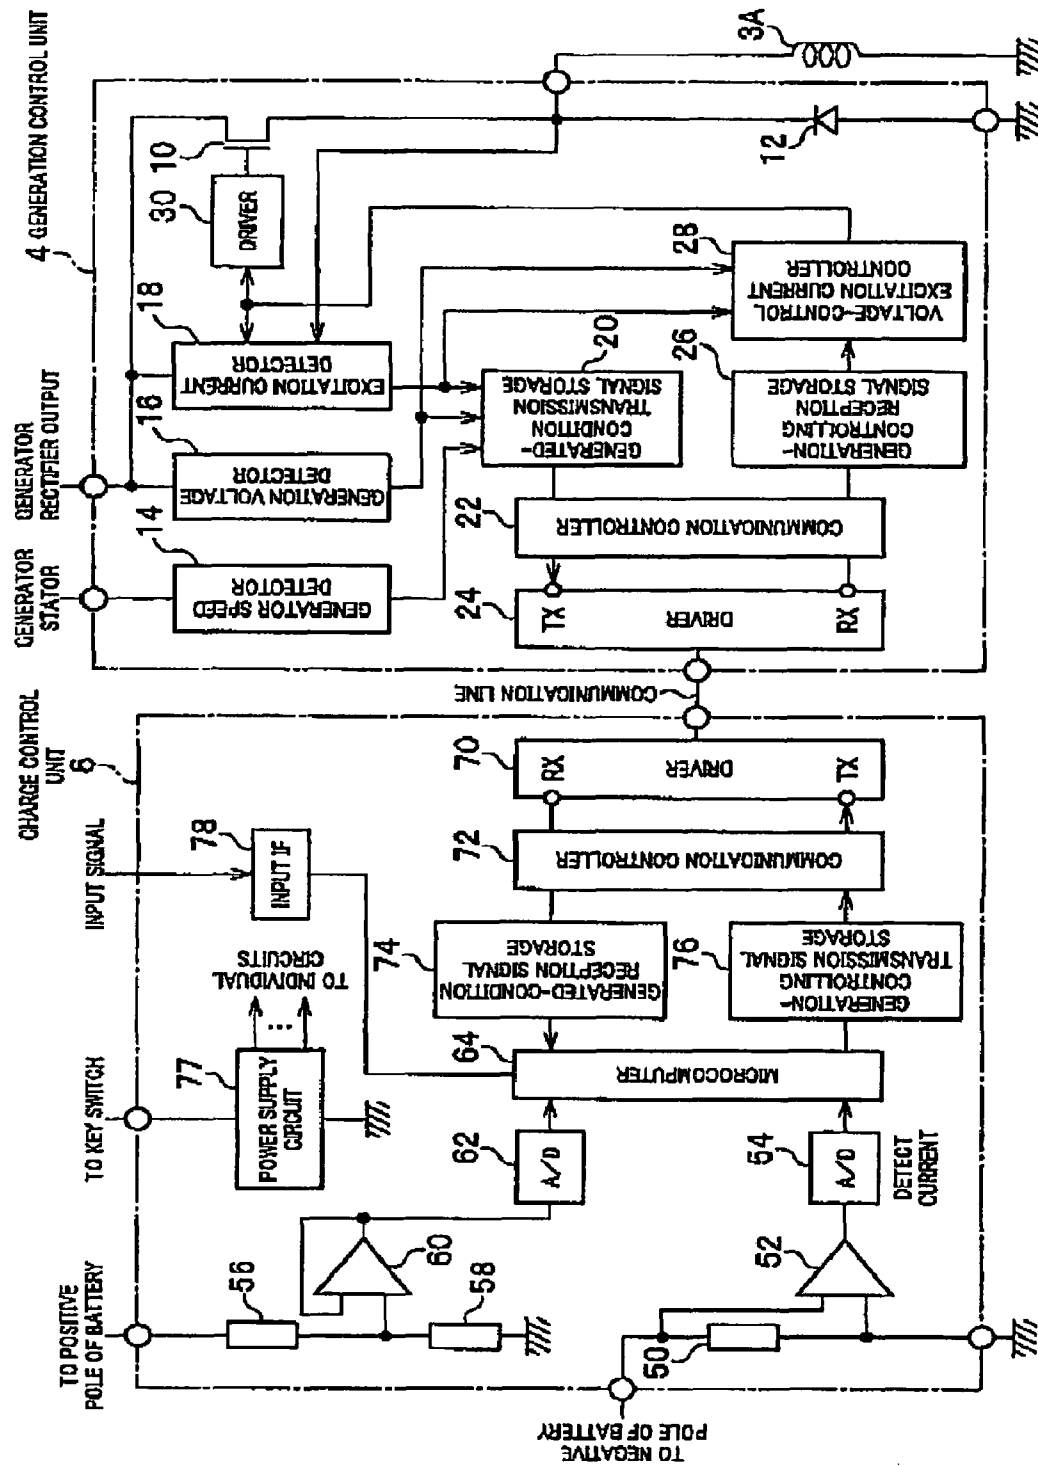 CHARGE CONTROL
UNIT
6
TO POSITIVE
POLE OF BATTERY
TO KEY SWITCH
INPUT SIGNAL
56
58
60
77
POWER SUPPLY
CIRCUIT
TO INDIVIDUAL
CIRCUITS
...
78
INPUT IF
62
A/D
64
MICROCOMPUTER
74
GENERATED-CONDITION
RECEPTION SIGNAL
STORAGE
72
COMMUNICATION CONTROLLER
70
RX
DRIVER
TX
50
52
54
A/D
DETECT
CURRENT
76
GENERATION-
CONTROLLING
TRANSMISSION SIGNAL
STORAGE
TO NEGATIVE
POLE OF BATTERY
COMMUNICATION LINE
4 GENERATION CONTROL UNIT
GENERATOR
STATOR
GENERATOR
RECTIFIER OUTPUT
14
GENERATOR SPEED
DETECTOR
16
GENERATION VOLTAGE
DETECTOR
18
EXCITATION CURRENT
DETECTOR
30
DRIVER
10
24
TX
DRIVER
RX
22
COMMUNICATION CONTROLLER
20
GENERATED-
CONDITION
TRANSMISSION
SIGNAL STORAGE
26
GENERATION-
CONTROLLING
RECEPTION
SIGNAL STORAGE
28
VOLTAGE-CONTROL
EXCITATION CURRENT
CONTROLLER
12
3A